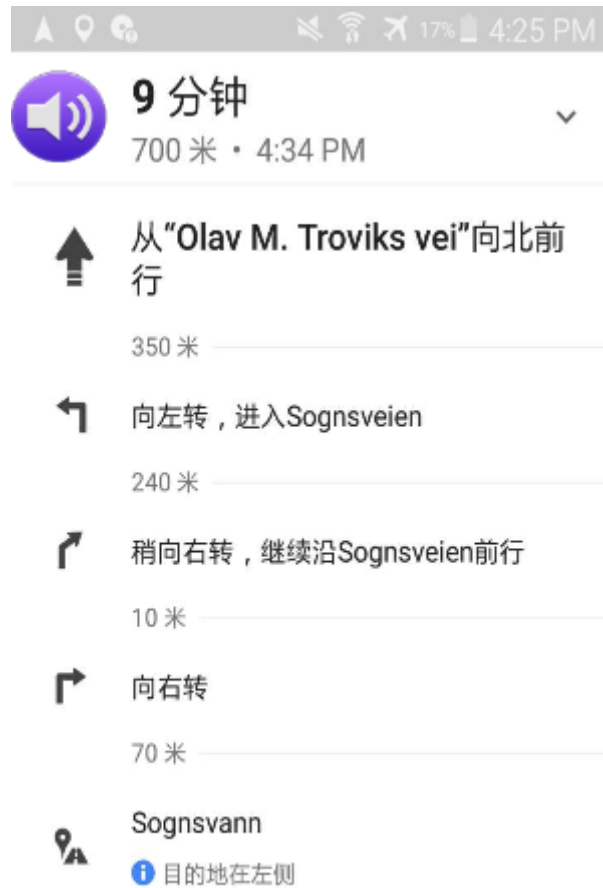 17% 4:25 PM
9 分钟
700 米 • 4:34 PM
从“Olav M. Troviks vei”向北前
行
350 米
向左转，进入Sognsveien
240 米
稍向右转，继续沿Sognsveien前行
10 米
向右转
70 米
Sognsvann
目的地在左侧